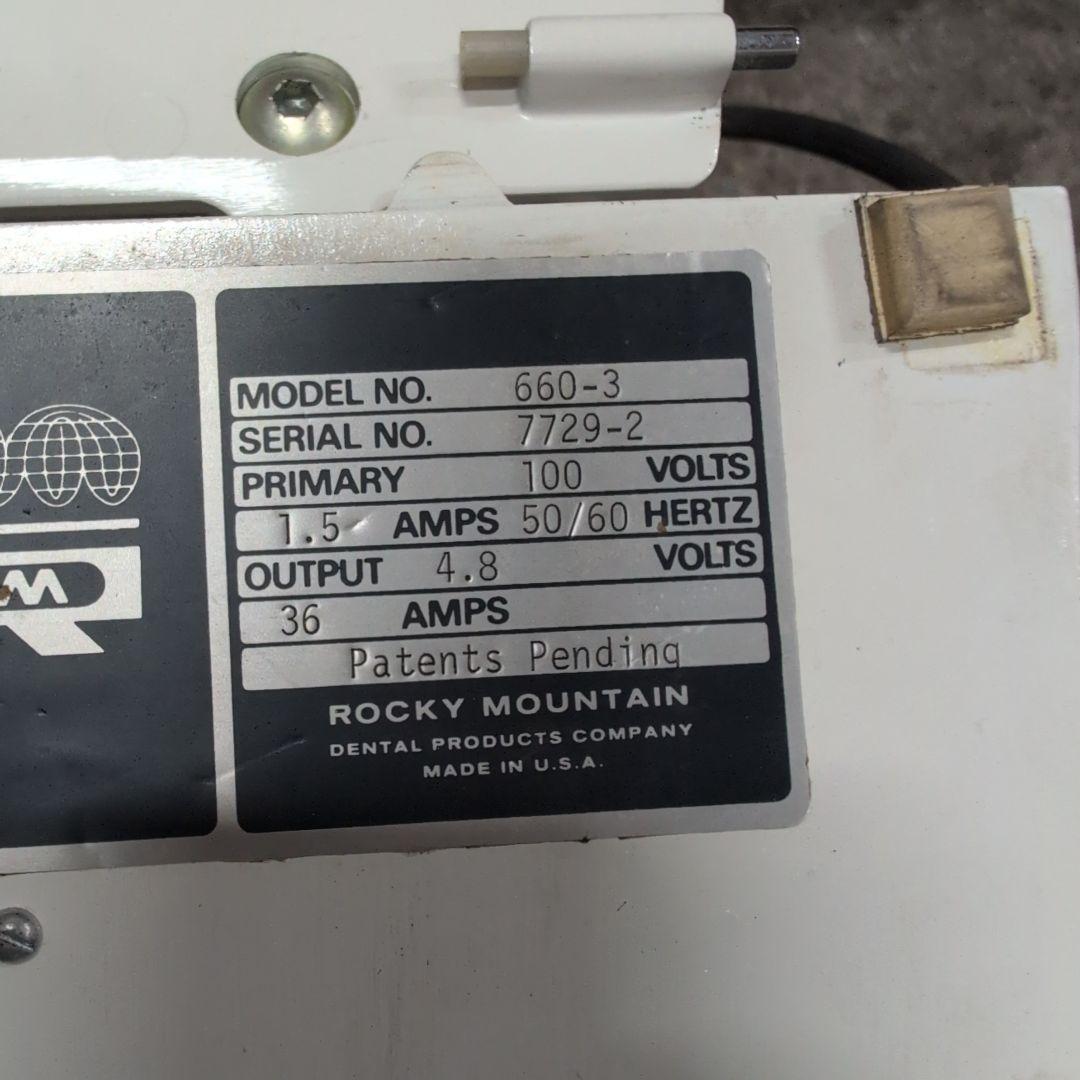 MODEL NO. 660-3
SERIAL NO. 7729-2
PRIMARY 100 VOLTS
1.5 AMPS 50/60 HERTZ
OUTPUT 4.8 VOLTS
36 AMPS
Patents Pending
ROCKY MOUNTAIN
DENTAL PRODUCTS COMPANY
MADE IN U.S.A.